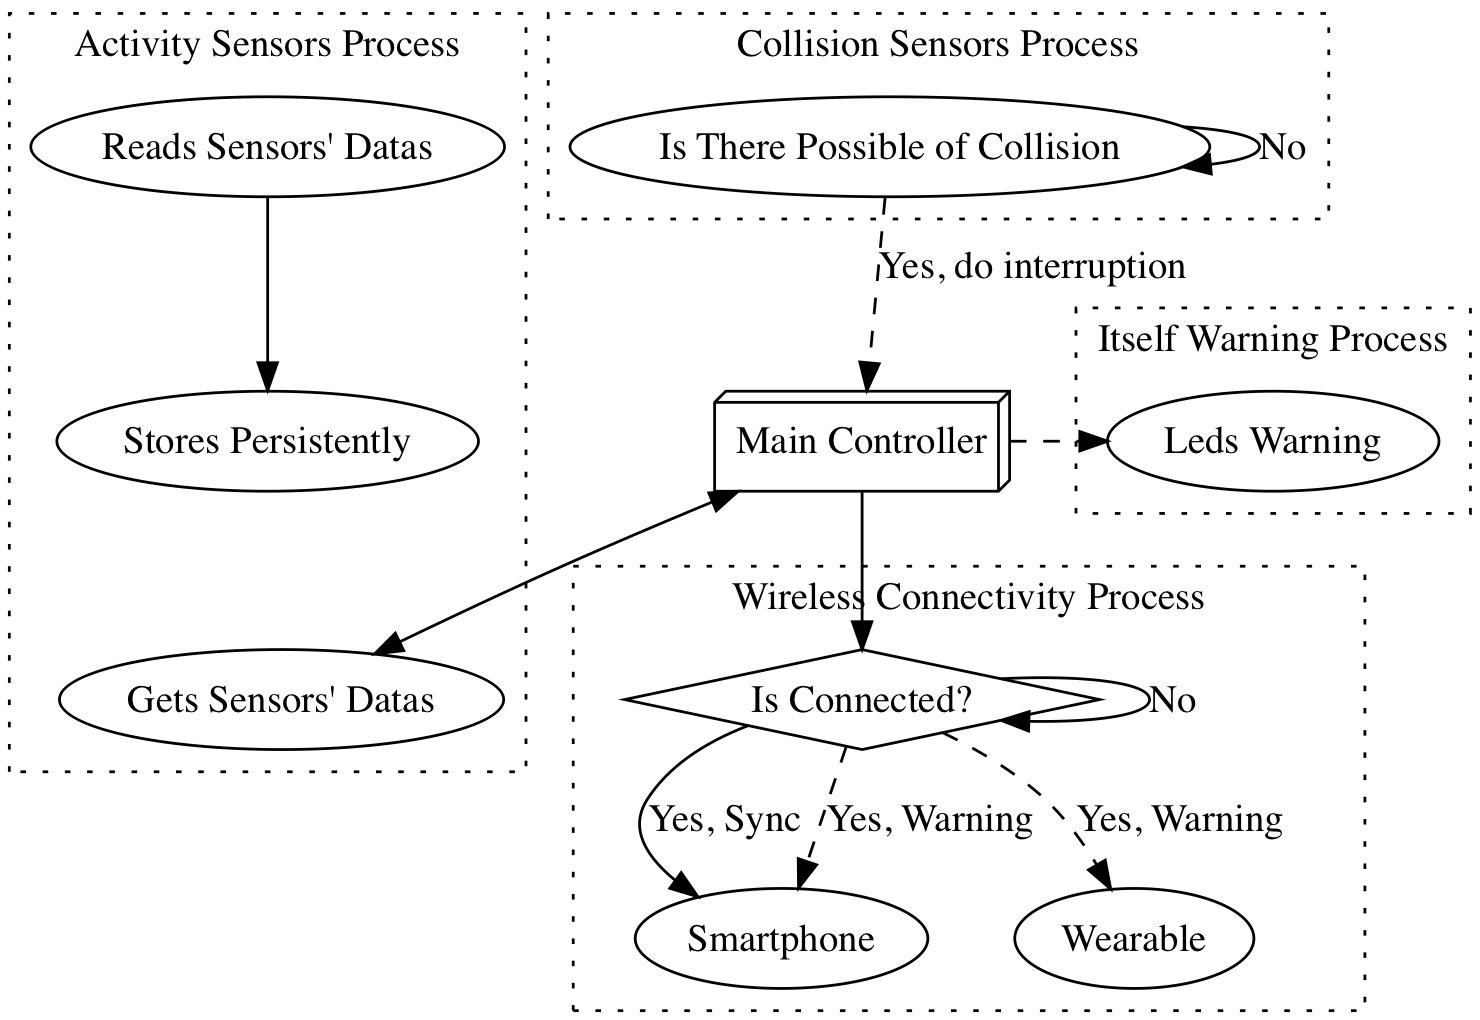 Activity Sensors Process
Reads Sensors' Datas
Stores Persistently
Gets Sensors' Datas
Collision Sensors Process
Is There Possible of Collision
No
Yes, do interruption
Main Controller
Itself Warning Process
Leds Warning
Wireless Connectivity Process
Is Connected?
No
Yes, Sync
Yes, Warning
Yes, Warning
Smartphone
Wearable